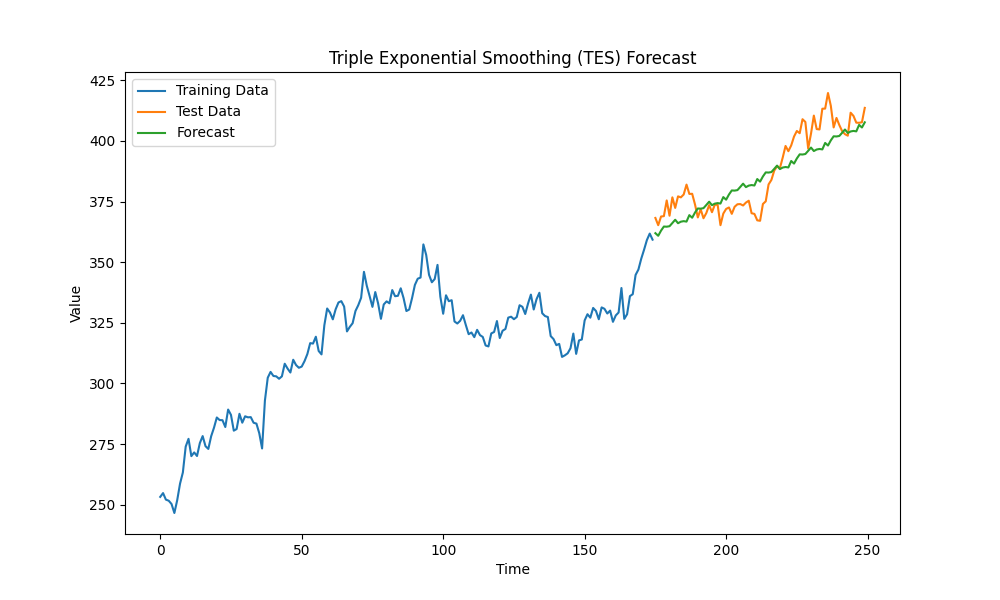 Triple Exponential Smoothing (TES) Forecast
Training Data
Test Data
Forecast
425
400
375
350
325
300
275
250
Value
0
50
100
150
200
250
Time